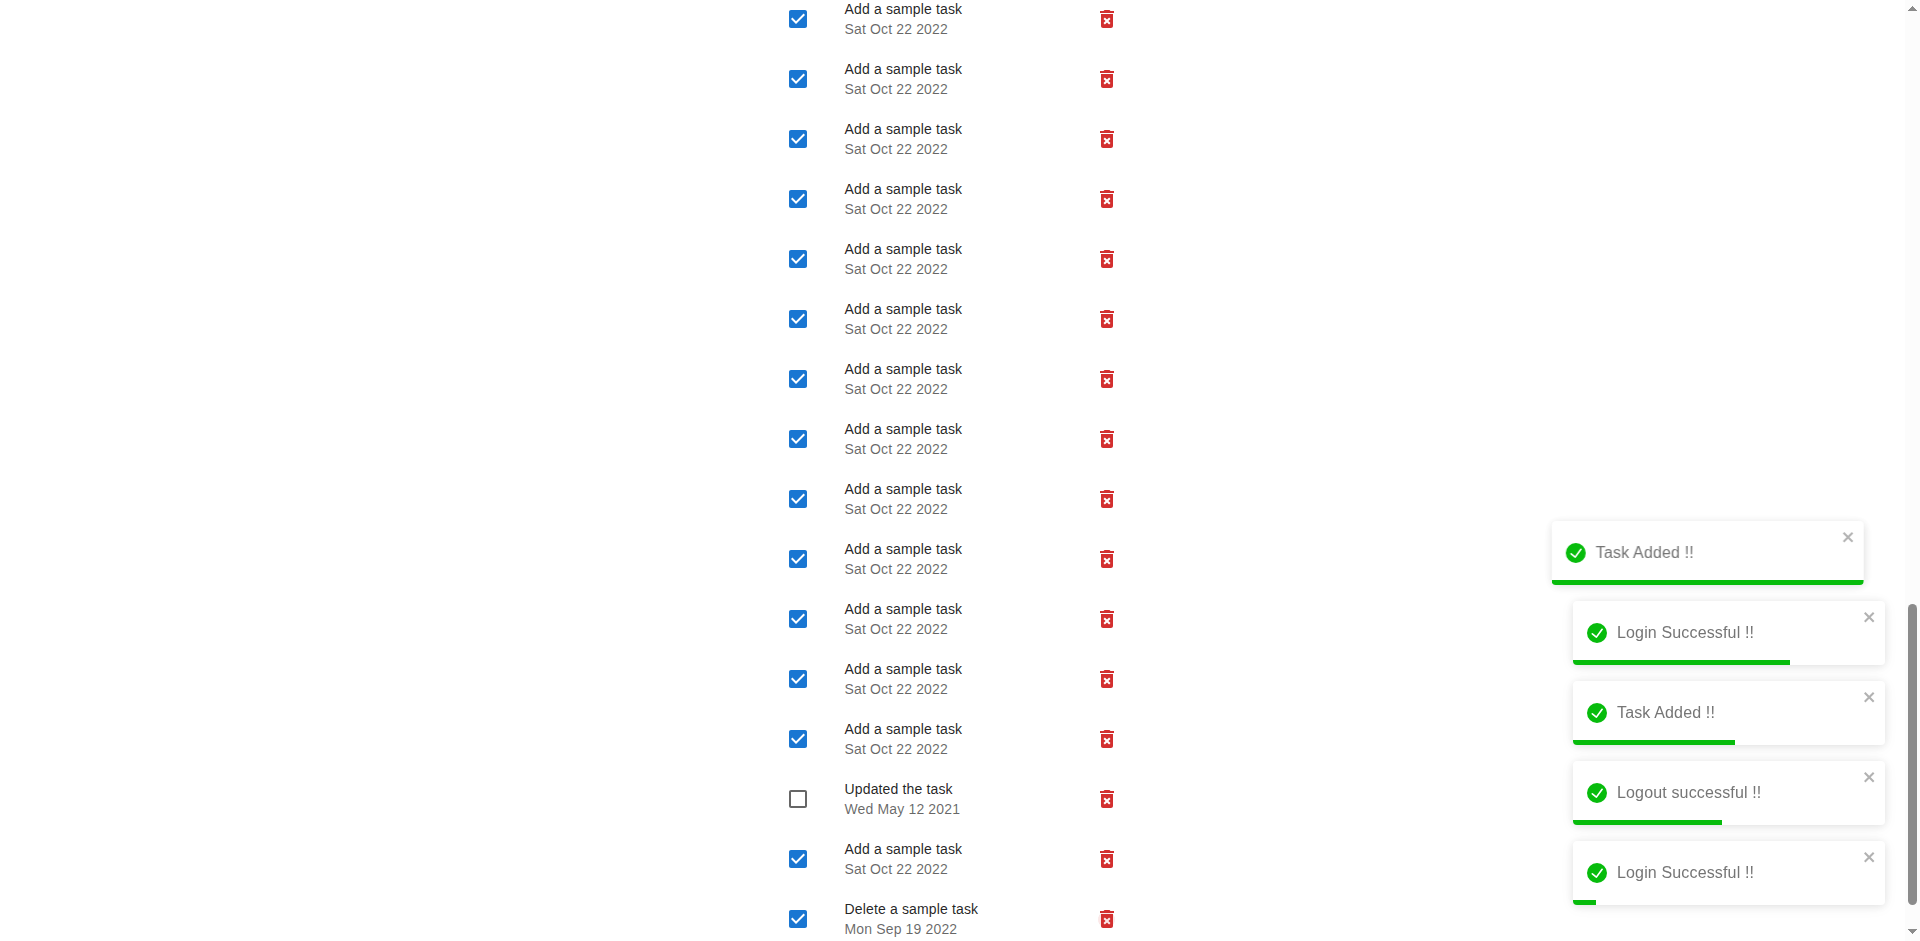 Add a sample task
Sat Oct 22 2022
Add a sample task
Sat Oct 22 2022
Add a sample task
Sat Oct 22 2022
Add a sample task
Sat Oct 22 2022
Add a sample task
Sat Oct 22 2022
Add a sample task
Sat Oct 22 2022
Add a sample task
Sat Oct 22 2022
Add a sample task
Sat Oct 22 2022
Add a sample task
Sat Oct 22 2022
Add a sample task
Sat Oct 22 2022
Add a sample task
Sat Oct 22 2022
Add a sample task
Sat Oct 22 2022
Add a sample task
Sat Oct 22 2022
Updated the task
Wed May 12 2021
Add a sample task
Sat Oct 22 2022
Delete a sample task
Mon Sep 19 2022
Task Added !!
Login Successful !!
Task Added !!
Logout successful !!
Login Successful !!